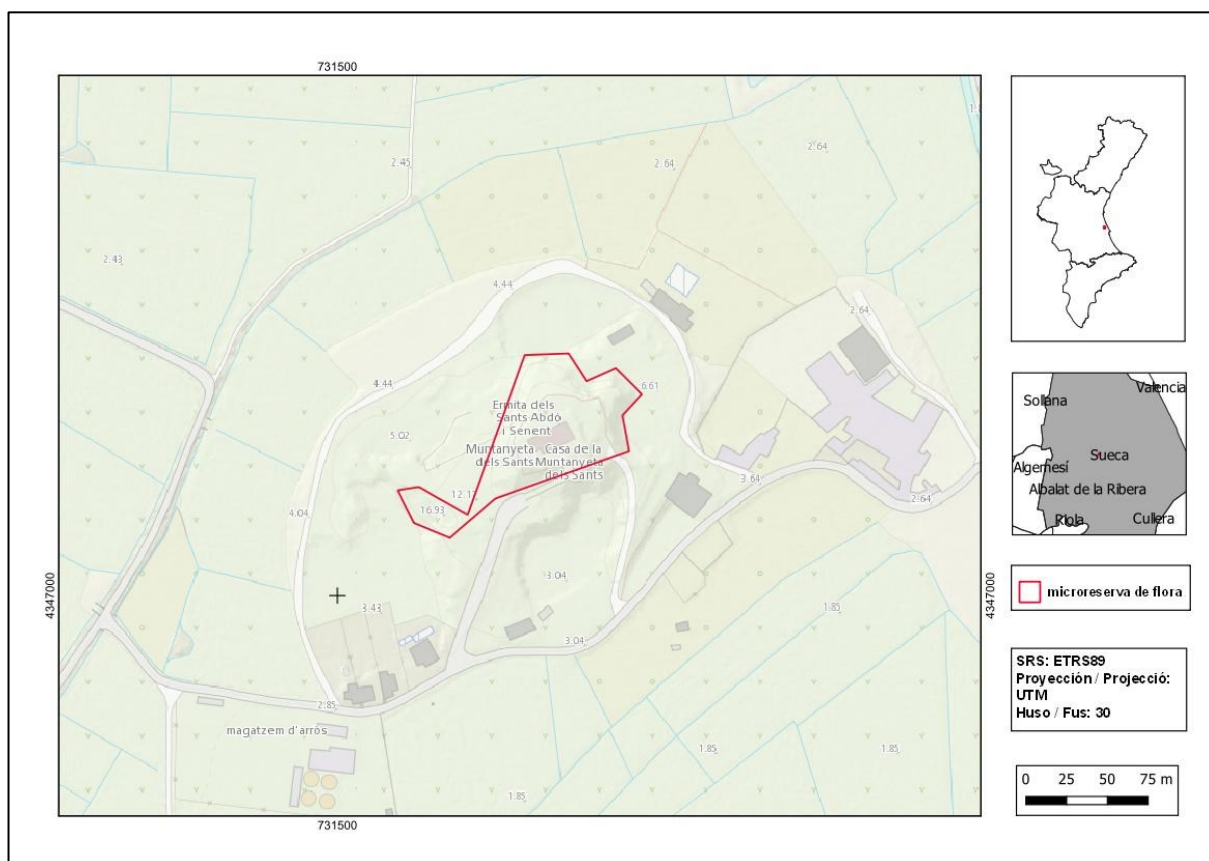 731500
2.64
2.64
2.45
2.43
4.44
2.64
4.44
6.61
Ermita dels
Sants Abdó
i Senent
5.02
Muntanyeta
dels Sants
Casa de la
Muntanyeta
dels Sants
12.17
16.93
3.64
2.64
4.04
3.04
4347000
4347000
3.43
3.04
1.85
2.85
magatzem d'arròs
1.85
1.85
1.85
731500
Valencia
Sollana
Sueca
Algemesí
Albalat de la Ribera
Riola
Cullera
microreserva de flora
SRS: ETRS89
Proyección / Projecció:
UTM
Huso / Fus: 30
0 25 50 75 m